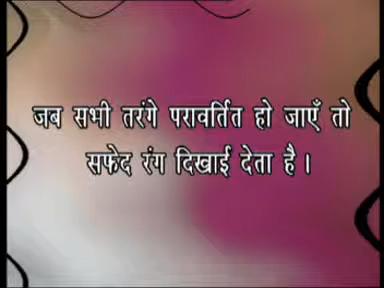 जब सभी तरंगे परावर्तित हो जाएँ तो
सफेद रंग दिखाई देता है।